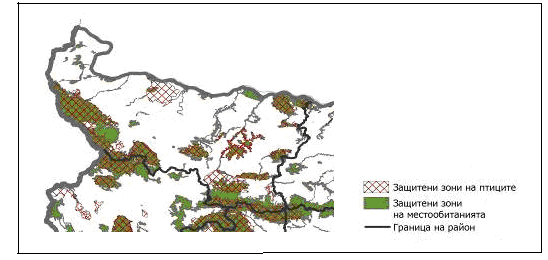 Защитени зони на птиците
Защитени зони
на местообитанията
Граница на район